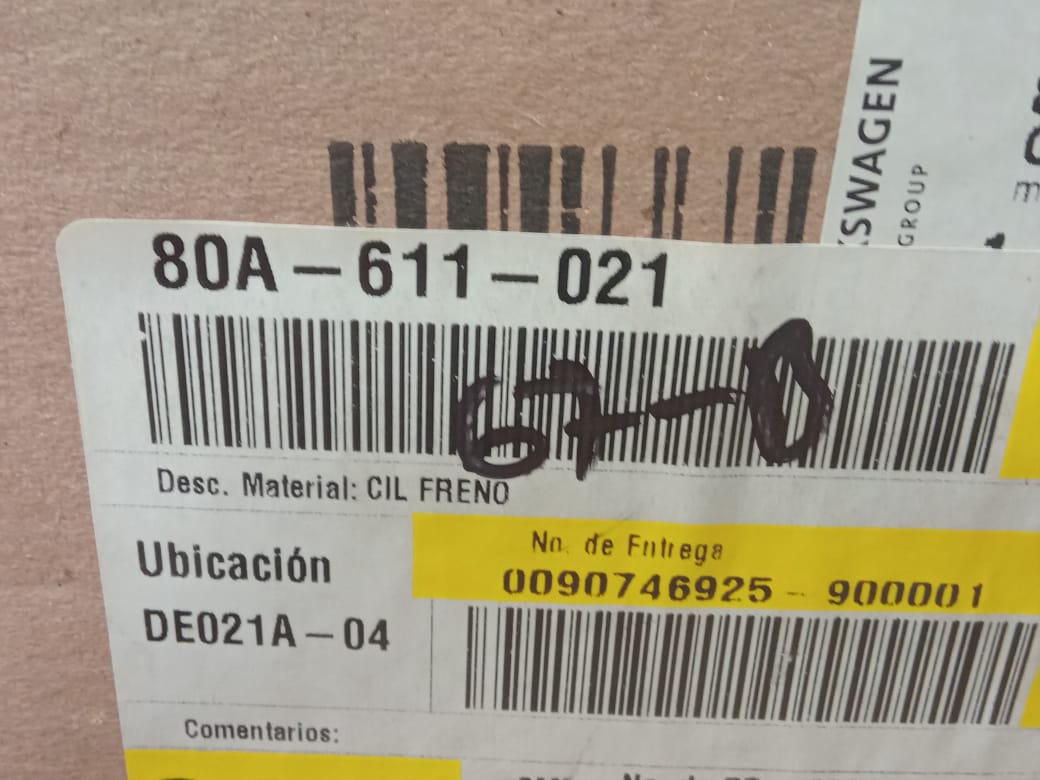 VOLKSWAGEN
GROUP
80A-611-021
67-0
Desc. Material: CIL FRENO
Ubicación
DE021A-04
No. de Entrega
0090746925-900001
Comentarios: